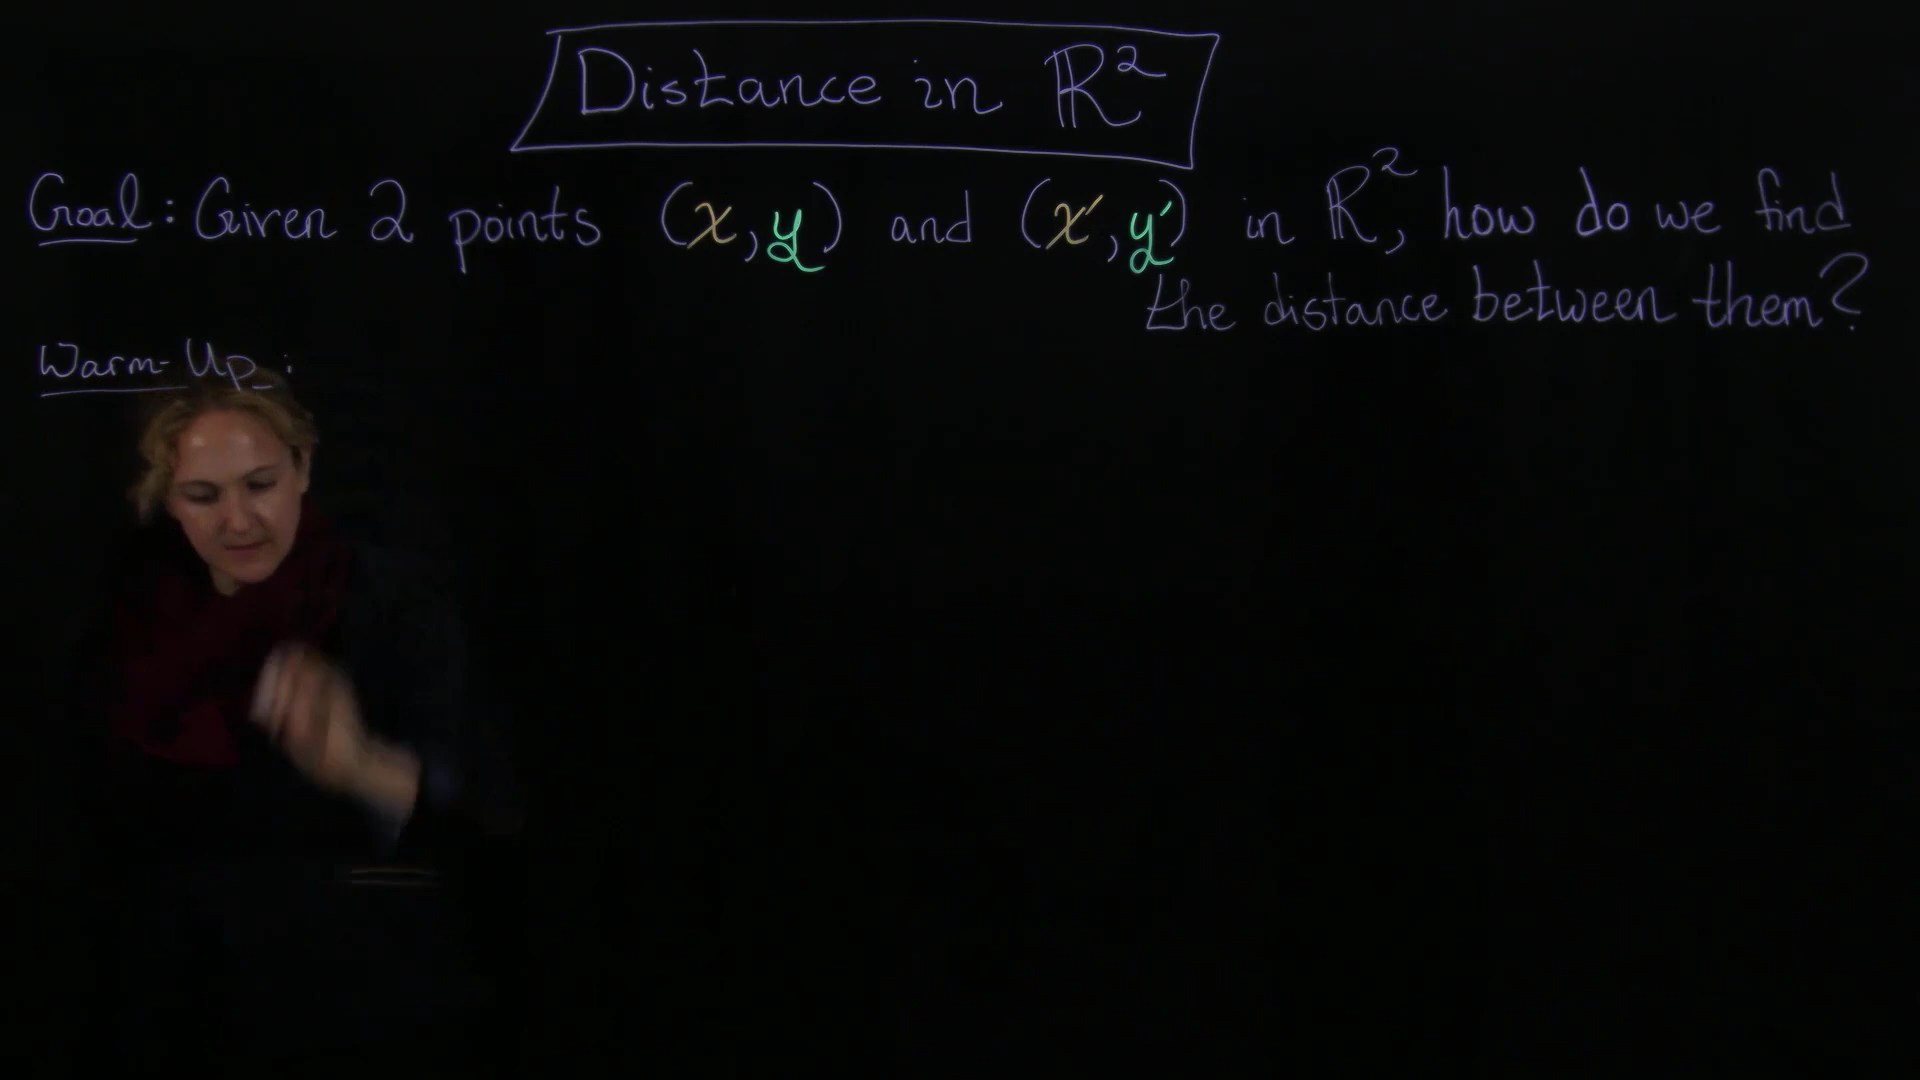 Distance in ℝ²
Goal: Given 2 points (x,y) and (x′,y′) in ℝ², how do we find
the distance between them?
Warm-Up: